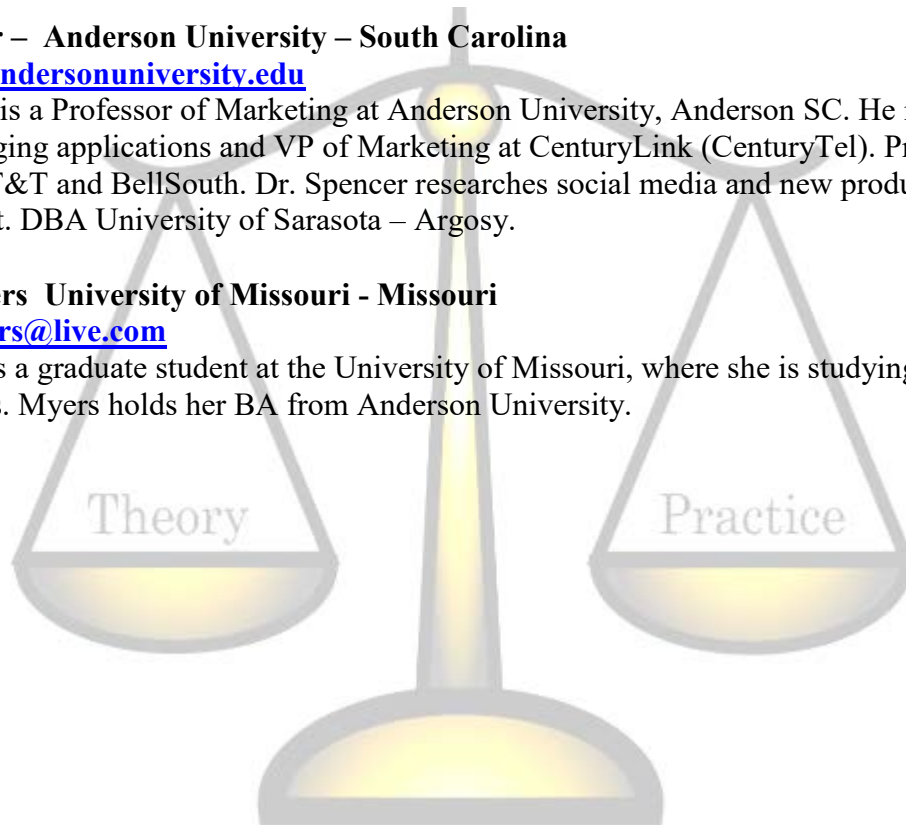 r – Anderson University – South Carolina
ndersonuniversity.edu
is a Professor of Marketing at Anderson University, Anderson SC. He
ging applications and VP of Marketing at CenturyLink (CenturyTel). Pr
T&T and BellSouth. Dr. Spencer researches social media and new produ
t. DBA University of Sarasota – Argosy.
ers University of Missouri - Missouri
rs@live.com
s a graduate student at the University of Missouri, where she is studying
s. Myers holds her BA from Anderson University.
Theory
Practice